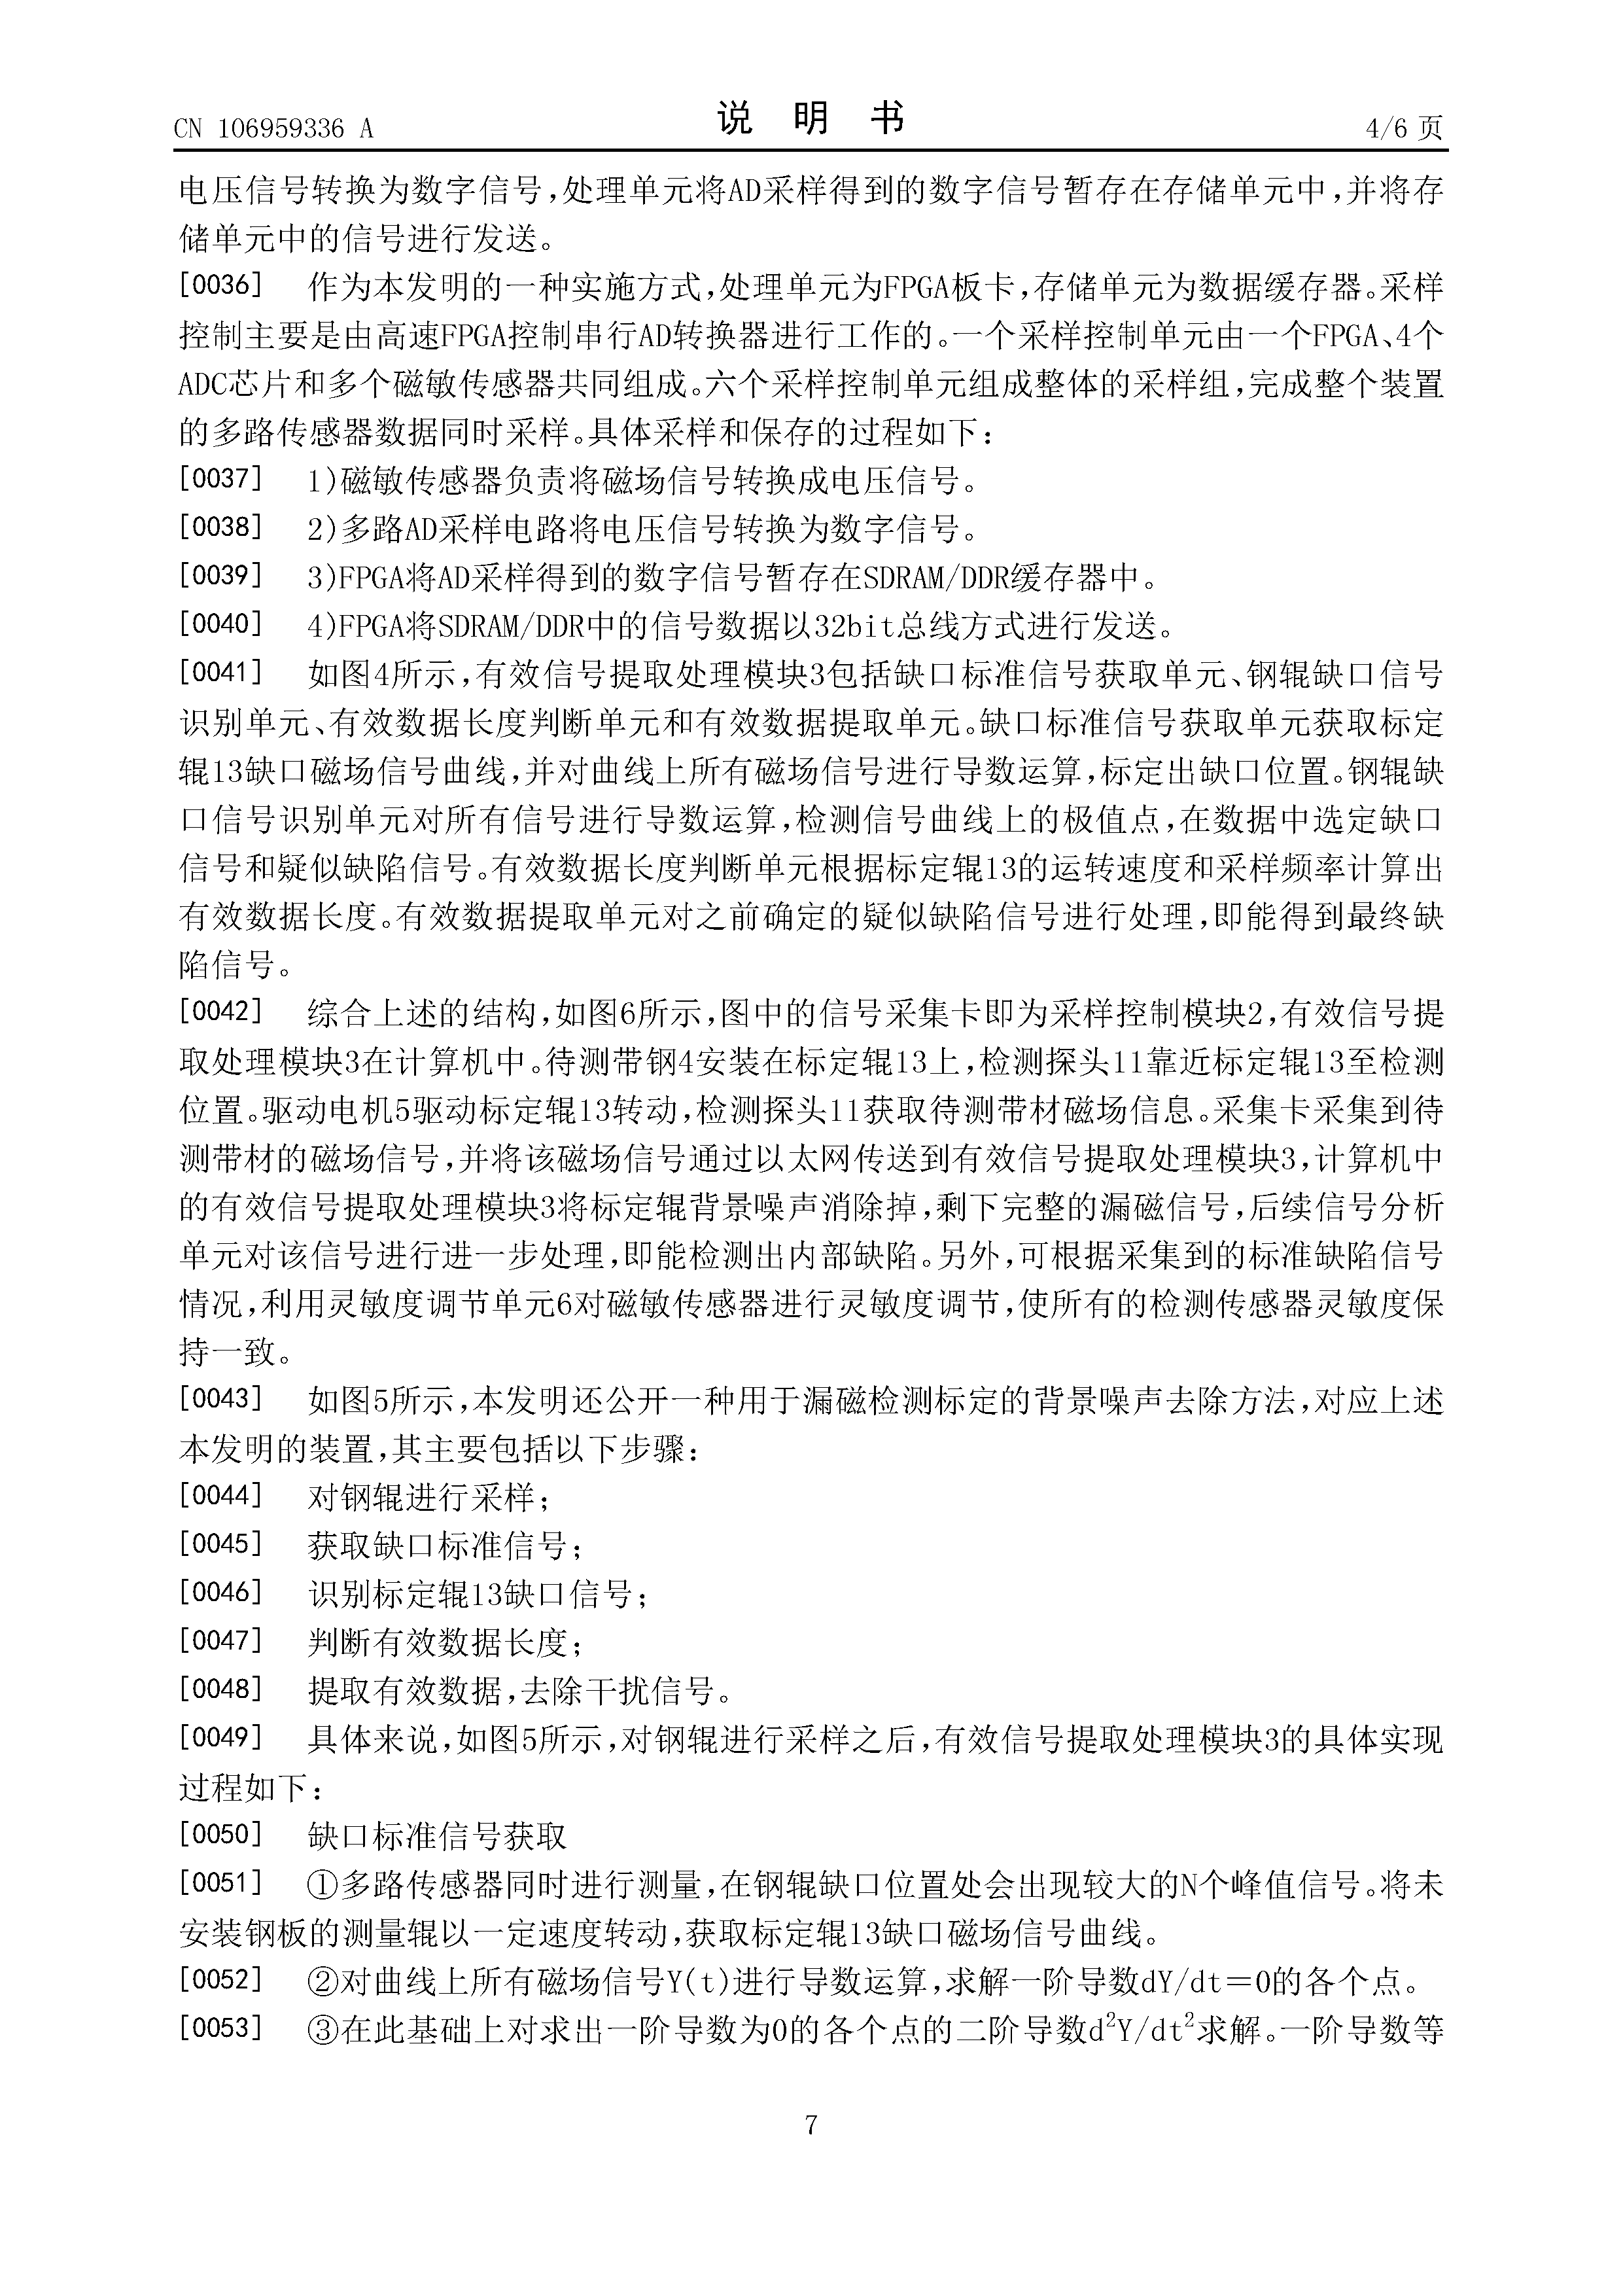 CN 106959336 A
说 明 书
4/6 页
电压信号转换为数字信号,处理单元将AD采样得到的数字信号暂存在存储单元中,并将存
储单元中的信号进行发送。
[0036] 作为本发明的一种实施方式,处理单元为FPGA板卡,存储单元为数据缓存器。采样
控制主要是由高速FPGA控制串行AD转换器进行工作的。一个采样控制单元由一个FPGA、4个
ADC芯片和多个磁敏传感器共同组成。六个采样控制单元组成整体的采样组,完成整个装置
的多路传感器数据同时采样。具体采样和保存的过程如下:
[0037] 1)磁敏传感器负责将磁场信号转换成电压信号。
[0038] 2)多路AD采样电路将电压信号转换为数字信号。
[0039] 3)FPGA将AD采样得到的数字信号暂存在SDRAM/DDR缓存器中。
[0040] 4)FPGA将SDRAM/DDR中的信号数据以32bit总线方式进行发送。
[0041] 如图4所示,有效信号提取处理模块3包括缺口标准信号获取单元、钢辊缺口信号
识别单元、有效数据长度判断单元和有效数据提取单元。缺口标准信号获取单元获取标定
辊13缺口磁场信号曲线,并对曲线上所有磁场信号进行导数运算,标定出缺口位置。钢辊缺
口信号识别单元对所有信号进行导数运算,检测信号曲线上的极值点,在数据中选定缺口
信号和疑似缺陷信号。有效数据长度判断单元根据标定辊13的运转速度和采样频率计算出
有效数据长度。有效数据提取单元对之前确定的疑似缺陷信号进行处理,即能得到最终缺
陷信号。
[0042] 综合上述的结构,如图6所示,图中的信号采集卡即为采样控制模块2,有效信号提
取处理模块3在计算机中。待测带钢4安装在标定辊13上,检测探头11靠近标定辊13至检测
位置。驱动电机5驱动标定辊13转动,检测探头11获取待测带材磁场信息。采集卡采集到待
测带材的磁场信号,并将该磁场信号通过以太网传送到有效信号提取处理模块3,计算机中
的有效信号提取处理模块3将标定辊背景噪声消除掉,剩下完整的漏磁信号,后续信号分析
单元对该信号进行进一步处理,即能检测出内部缺陷。另外,可根据采集到的标准缺陷信号
情况,利用灵敏度调节单元6对磁敏传感器进行灵敏度调节,使所有的检测传感器灵敏度保
持一致。
[0043] 如图5所示,本发明还公开一种用于漏磁检测标定的背景噪声去除方法,对应上述
本发明的装置,其主要包括以下步骤:
[0044] 对钢辊进行采样;
[0045] 获取缺口标准信号;
[0046] 识别标定辊13缺口信号;
[0047] 判断有效数据长度;
[0048] 提取有效数据,去除干扰信号。
[0049] 具体来说,如图5所示,对钢辊进行采样之后,有效信号提取处理模块3的具体实现
过程如下:
[0050] 缺口标准信号获取
[0051] ①多路传感器同时进行测量,在钢辊缺口位置处会出现较大的N个峰值信号。将未
安装钢板的测量辊以一定速度转动,获取标定辊13缺口磁场信号曲线。
[0052] ②对曲线上所有磁场信号Y(t)进行导数运算,求解一阶导数dY/dt=0的各个点。
[0053] ③在此基础上对求出一阶导数为0的各个点的二阶导数d²Y/dt²求解。一阶导数等
7